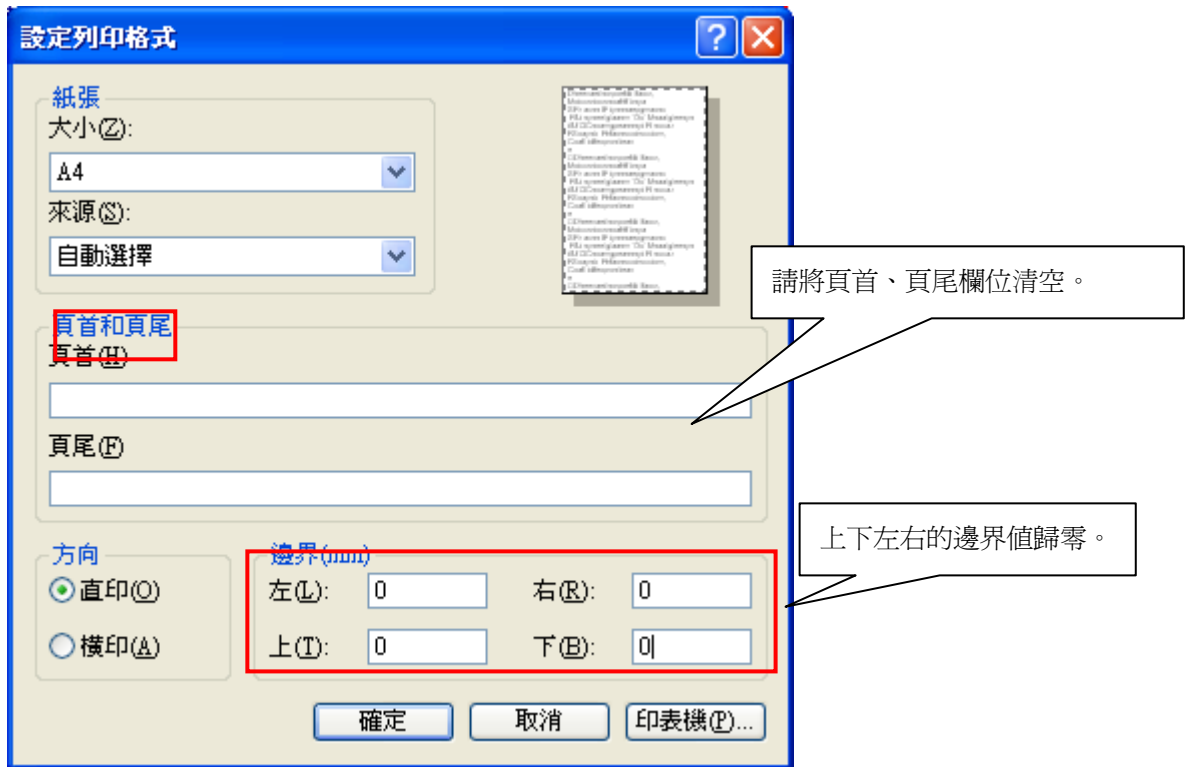 設定列印格式
紙張
大小(Z):
A4
來源(S):
自動選擇
請將頁首、頁尾欄位清空。
頁首和頁尾
頁首(H)
頁尾(F)
上下左右的邊界值歸零。
方向
直印(O)
橫印(A)
邊界(mm)
左(L): 0 右(R): 0
上(T): 0 下(B): 0
確定 取消 印表機(P)...